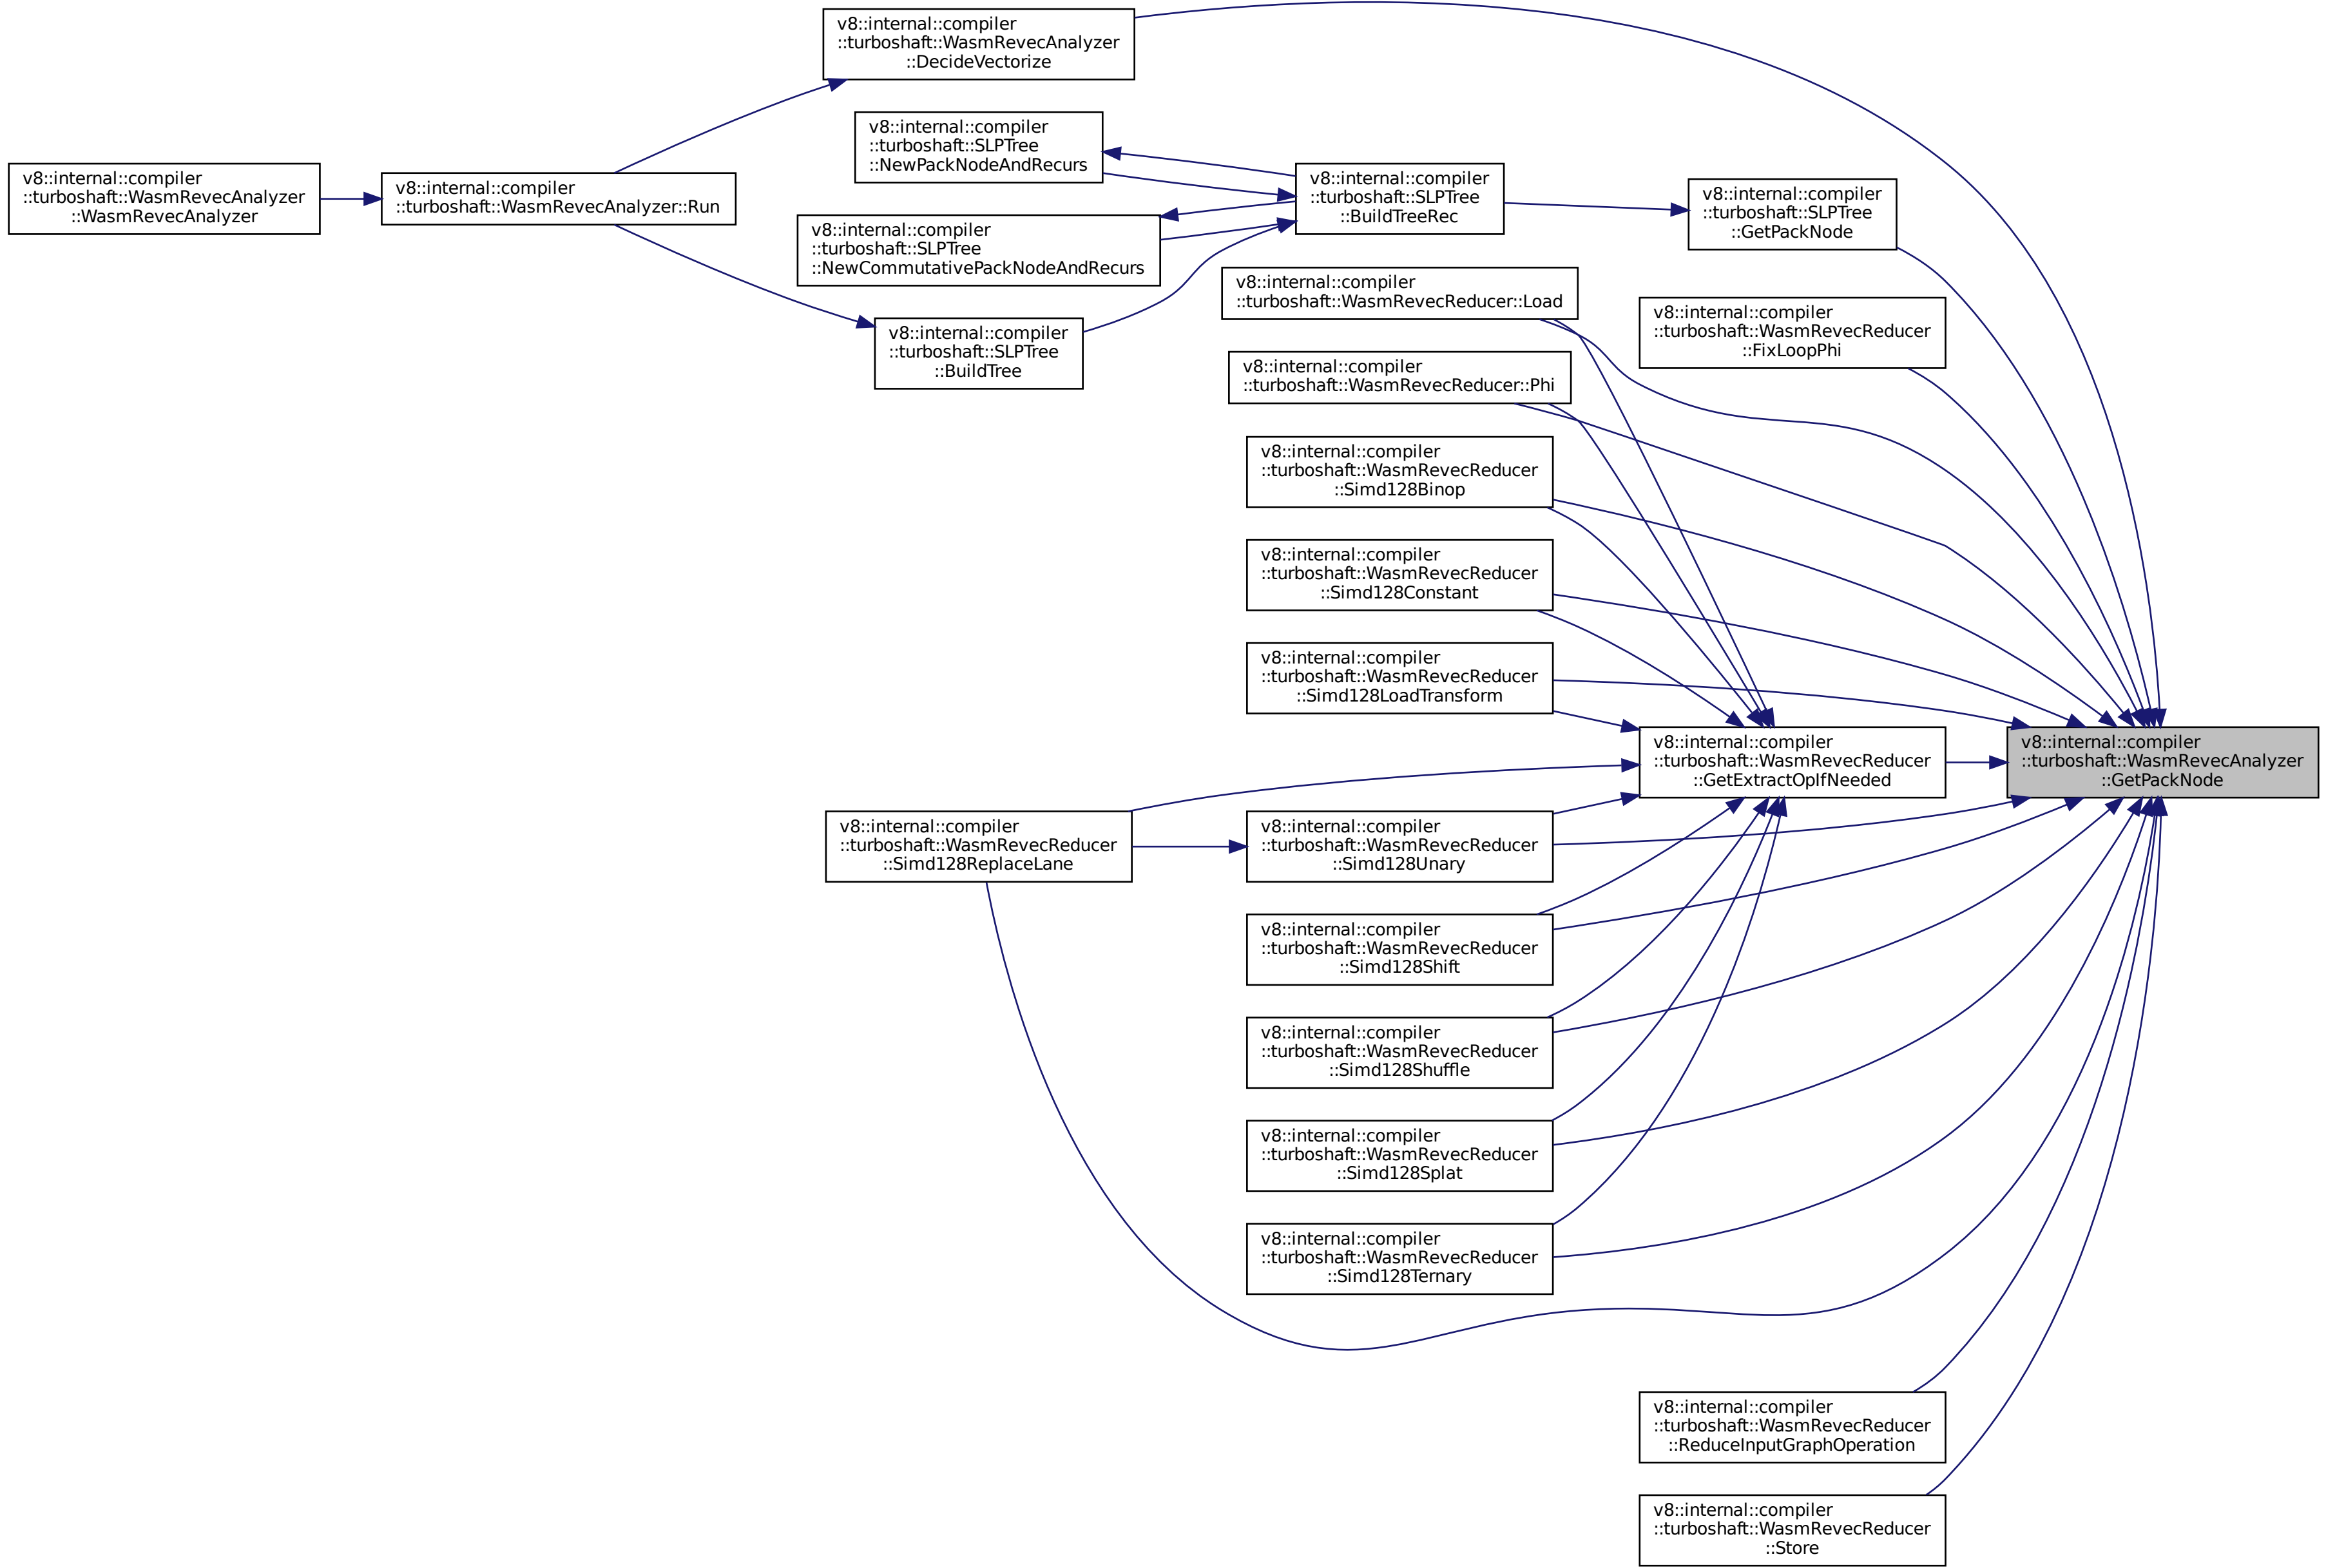 v8::internal::compiler
::turboshaft::WasmRevecAnalyzer
::DecideVectorize
v8::internal::compiler
::turboshaft::SLPTree
::NewPackNodeAndRecurs
v8::internal::compiler
::turboshaft::WasmRevecAnalyzer
::WasmRevecAnalyzer
v8::internal::compiler
::turboshaft::WasmRevecAnalyzer::Run
v8::internal::compiler
::turboshaft::SLPTree
::BuildTreeRec
v8::internal::compiler
::turboshaft::SLPTree
::GetPackNode
v8::internal::compiler
::turboshaft::SLPTree
::NewCommutativePackNodeAndRecurs
v8::internal::compiler
::turboshaft::WasmRevecReducer::Load
v8::internal::compiler
::turboshaft::WasmRevecReducer
::FixLoopPhi
v8::internal::compiler
::turboshaft::SLPTree
::BuildTree
v8::internal::compiler
::turboshaft::WasmRevecReducer::Phi
v8::internal::compiler
::turboshaft::WasmRevecReducer
::Simd128Binop
v8::internal::compiler
::turboshaft::WasmRevecReducer
::Simd128Constant
v8::internal::compiler
::turboshaft::WasmRevecReducer
::Simd128LoadTransform
v8::internal::compiler
::turboshaft::WasmRevecReducer
::GetExtractOpIfNeeded
v8::internal::compiler
::turboshaft::WasmRevecAnalyzer
::GetPackNode
v8::internal::compiler
::turboshaft::WasmRevecReducer
::Simd128ReplaceLane
v8::internal::compiler
::turboshaft::WasmRevecReducer
::Simd128Unary
v8::internal::compiler
::turboshaft::WasmRevecReducer
::Simd128Shift
v8::internal::compiler
::turboshaft::WasmRevecReducer
::Simd128Shuffle
v8::internal::compiler
::turboshaft::WasmRevecReducer
::Simd128Splat
v8::internal::compiler
::turboshaft::WasmRevecReducer
::Simd128Ternary
v8::internal::compiler
::turboshaft::WasmRevecReducer
::ReduceInputGraphOperation
v8::internal::compiler
::turboshaft::WasmRevecReducer
::Store